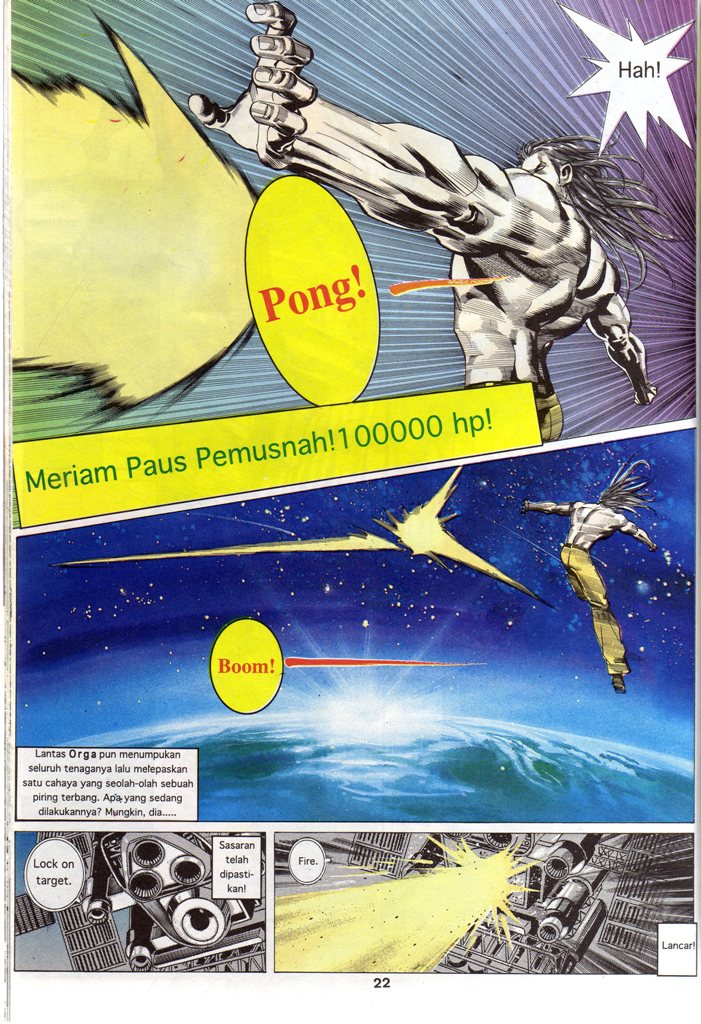 Hah!
Pong!
Meriam Paus Pemusnah!100000 hp!
Boom!
Lantas Orga pun menumpukan
seluruh tenaganya lalu melepaskan
satu cahaya yang seolah-olah sebuah
piring terbang. Apa yang sedang
dilakukannya? Mungkin, dia.....
Lock on
target.
Sasaran
telah
dipasti-
kan!
Fire.
Lancar!
22